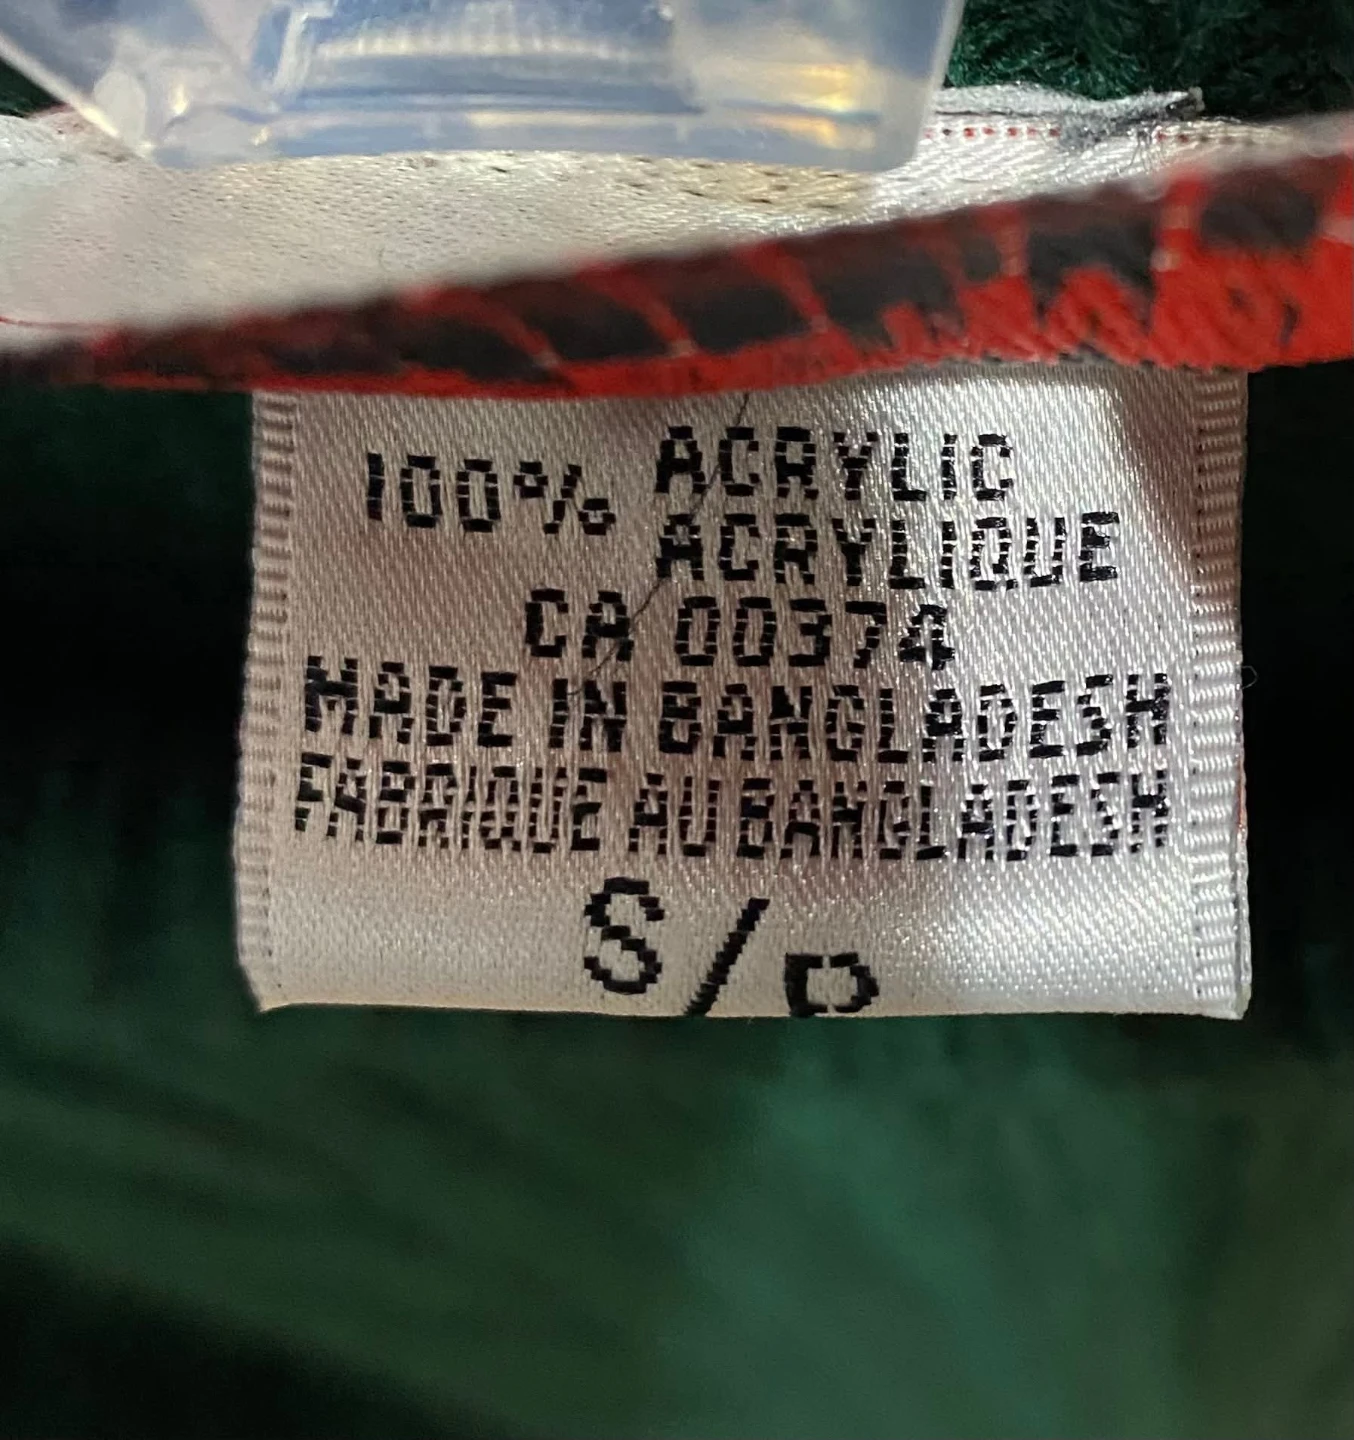 100% ACRYLIC
ACRYLIQUE
CA 00374
MADE IN BANGLADESH
FABRIQUE AU BANGLADESH
S/P